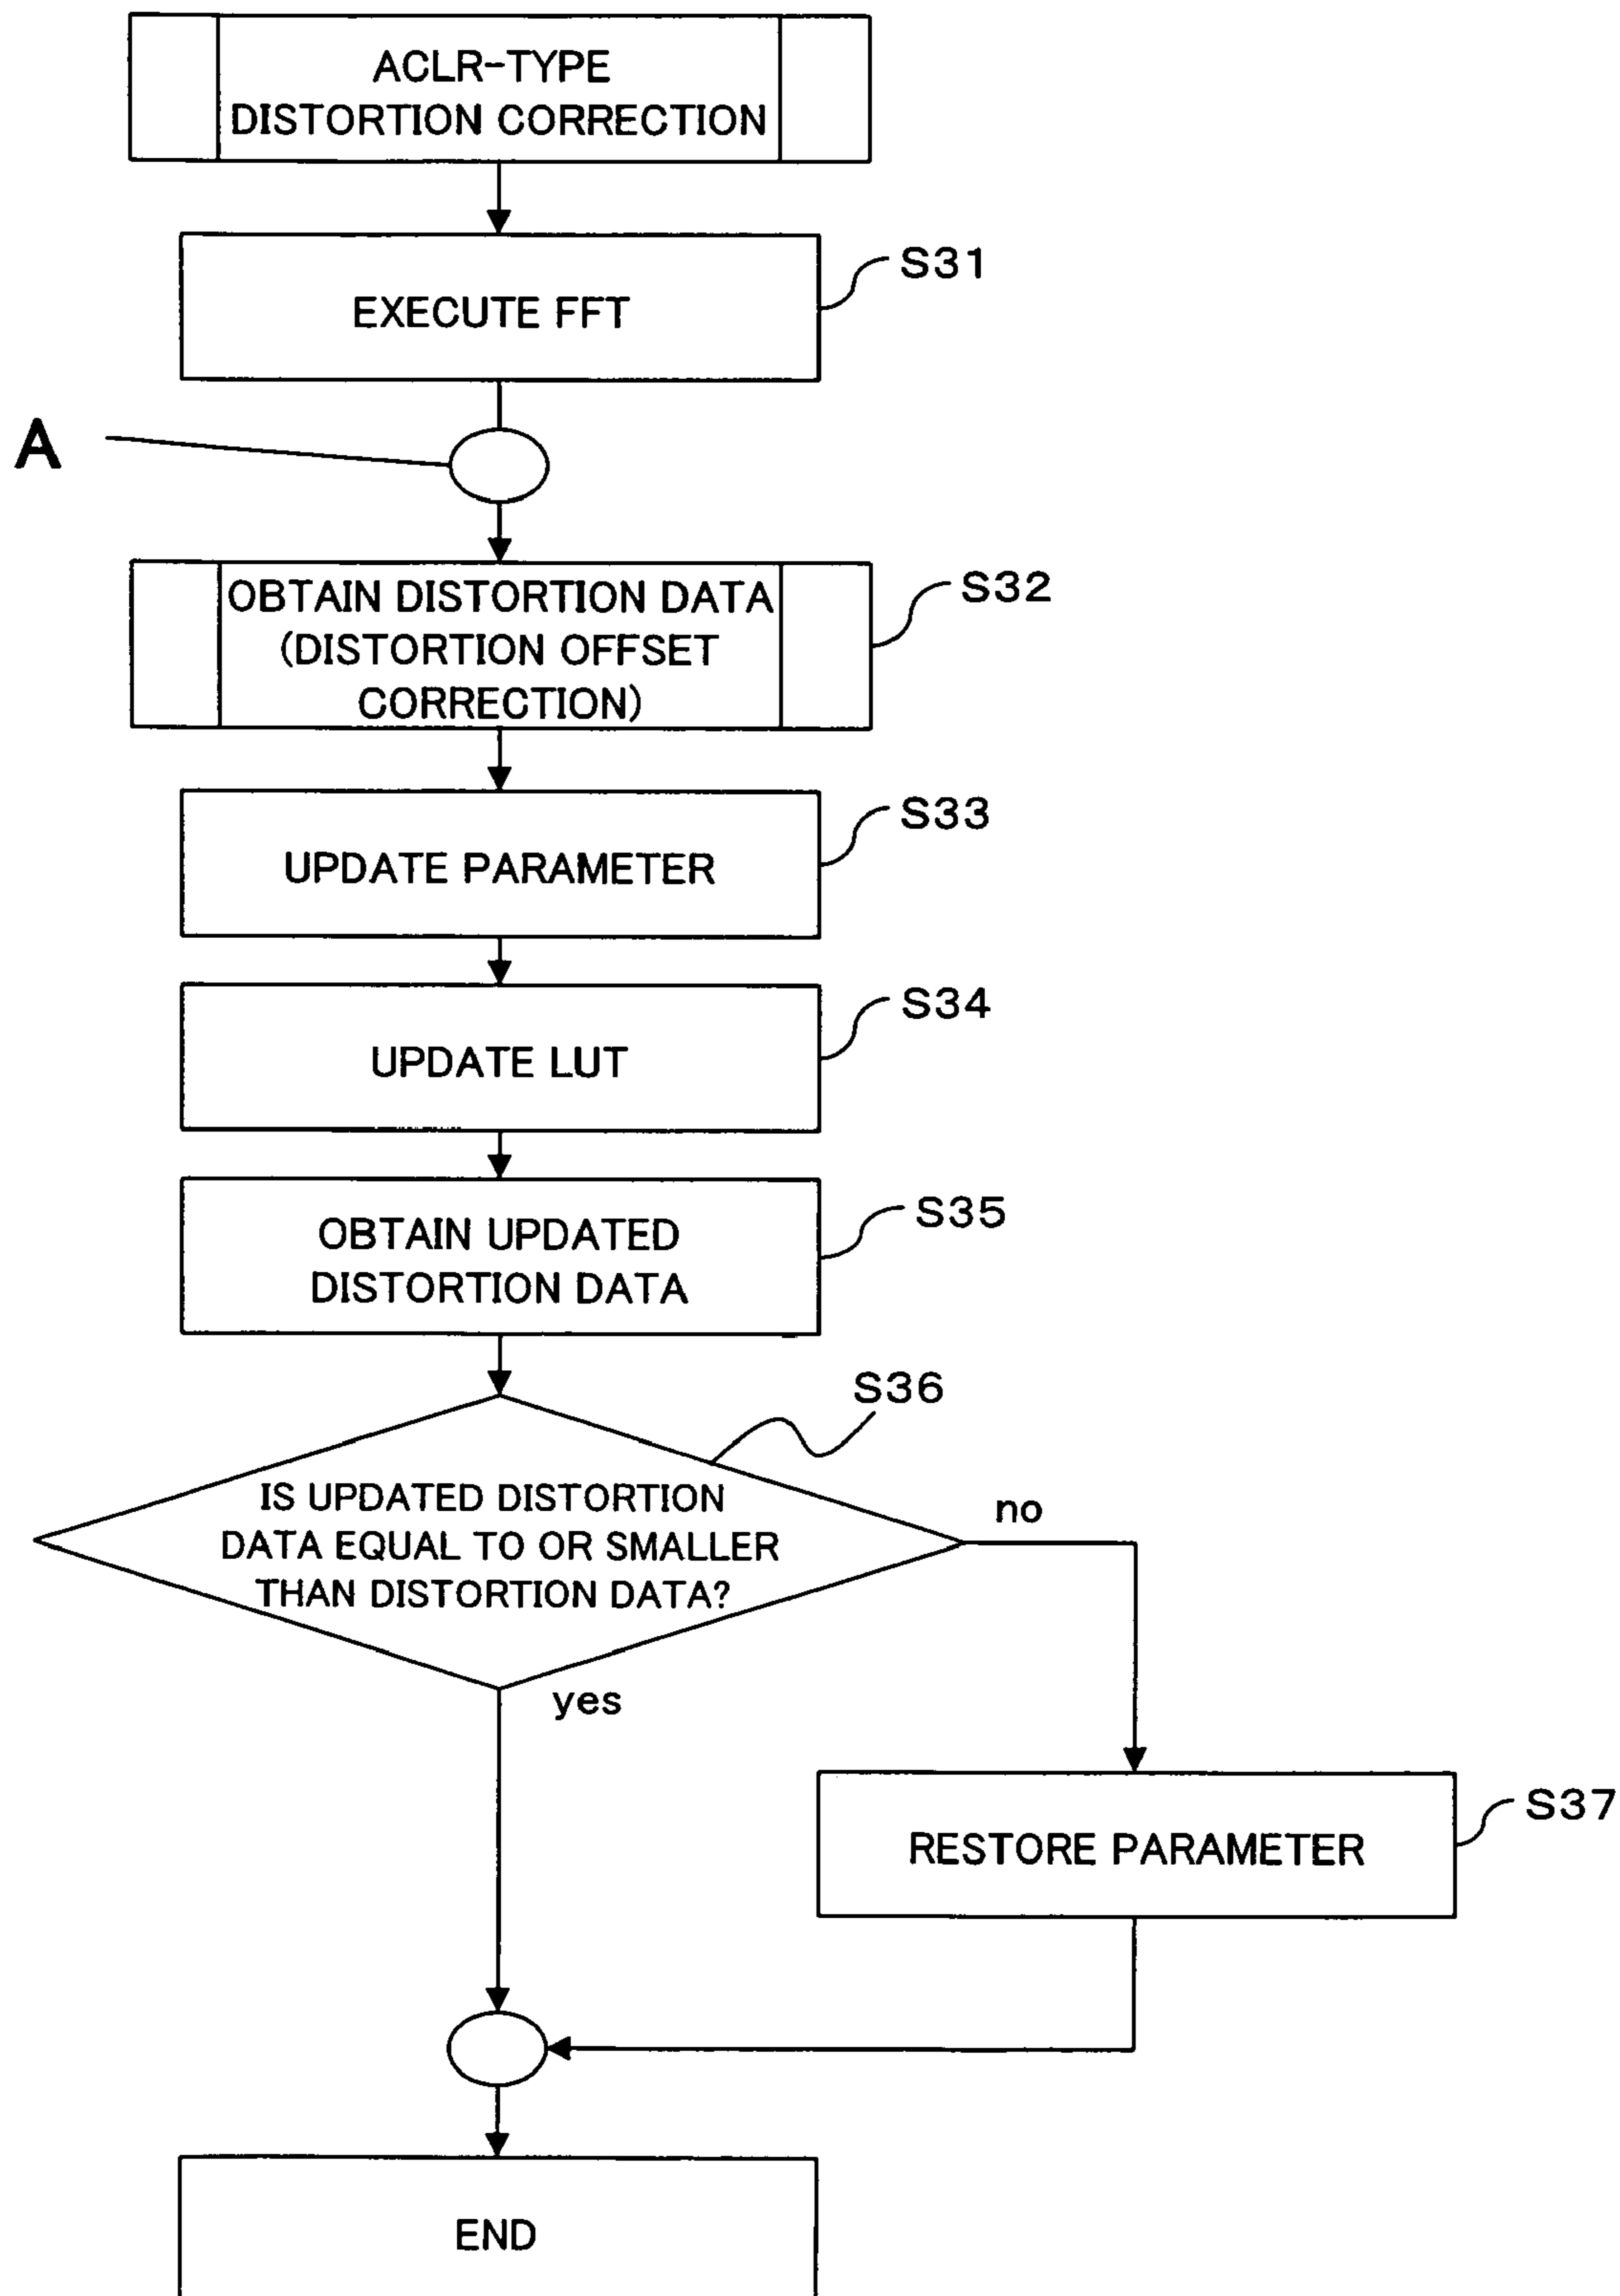 ACLR-TYPE
DISTORTION CORRECTION
S31
EXECUTE FFT
A
S32
OBTAIN DISTORTION DATA
(DISTORTION OFFSET
CORRECTION)
S33
UPDATE PARAMETER
S34
UPDATE LUT
S35
OBTAIN UPDATED
DISTORTION DATA
S36
IS UPDATED DISTORTION
DATA EQUAL TO OR SMALLER
THAN DISTORTION DATA?
no
yes
S37
RESTORE PARAMETER
END